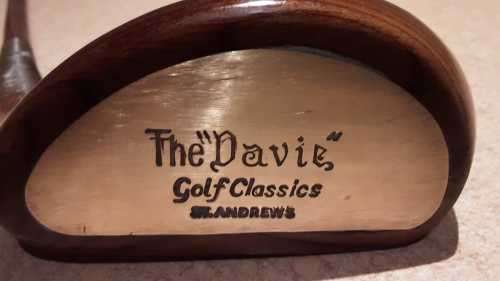 The "Davie"
Golf Classics
ST. ANDREWS